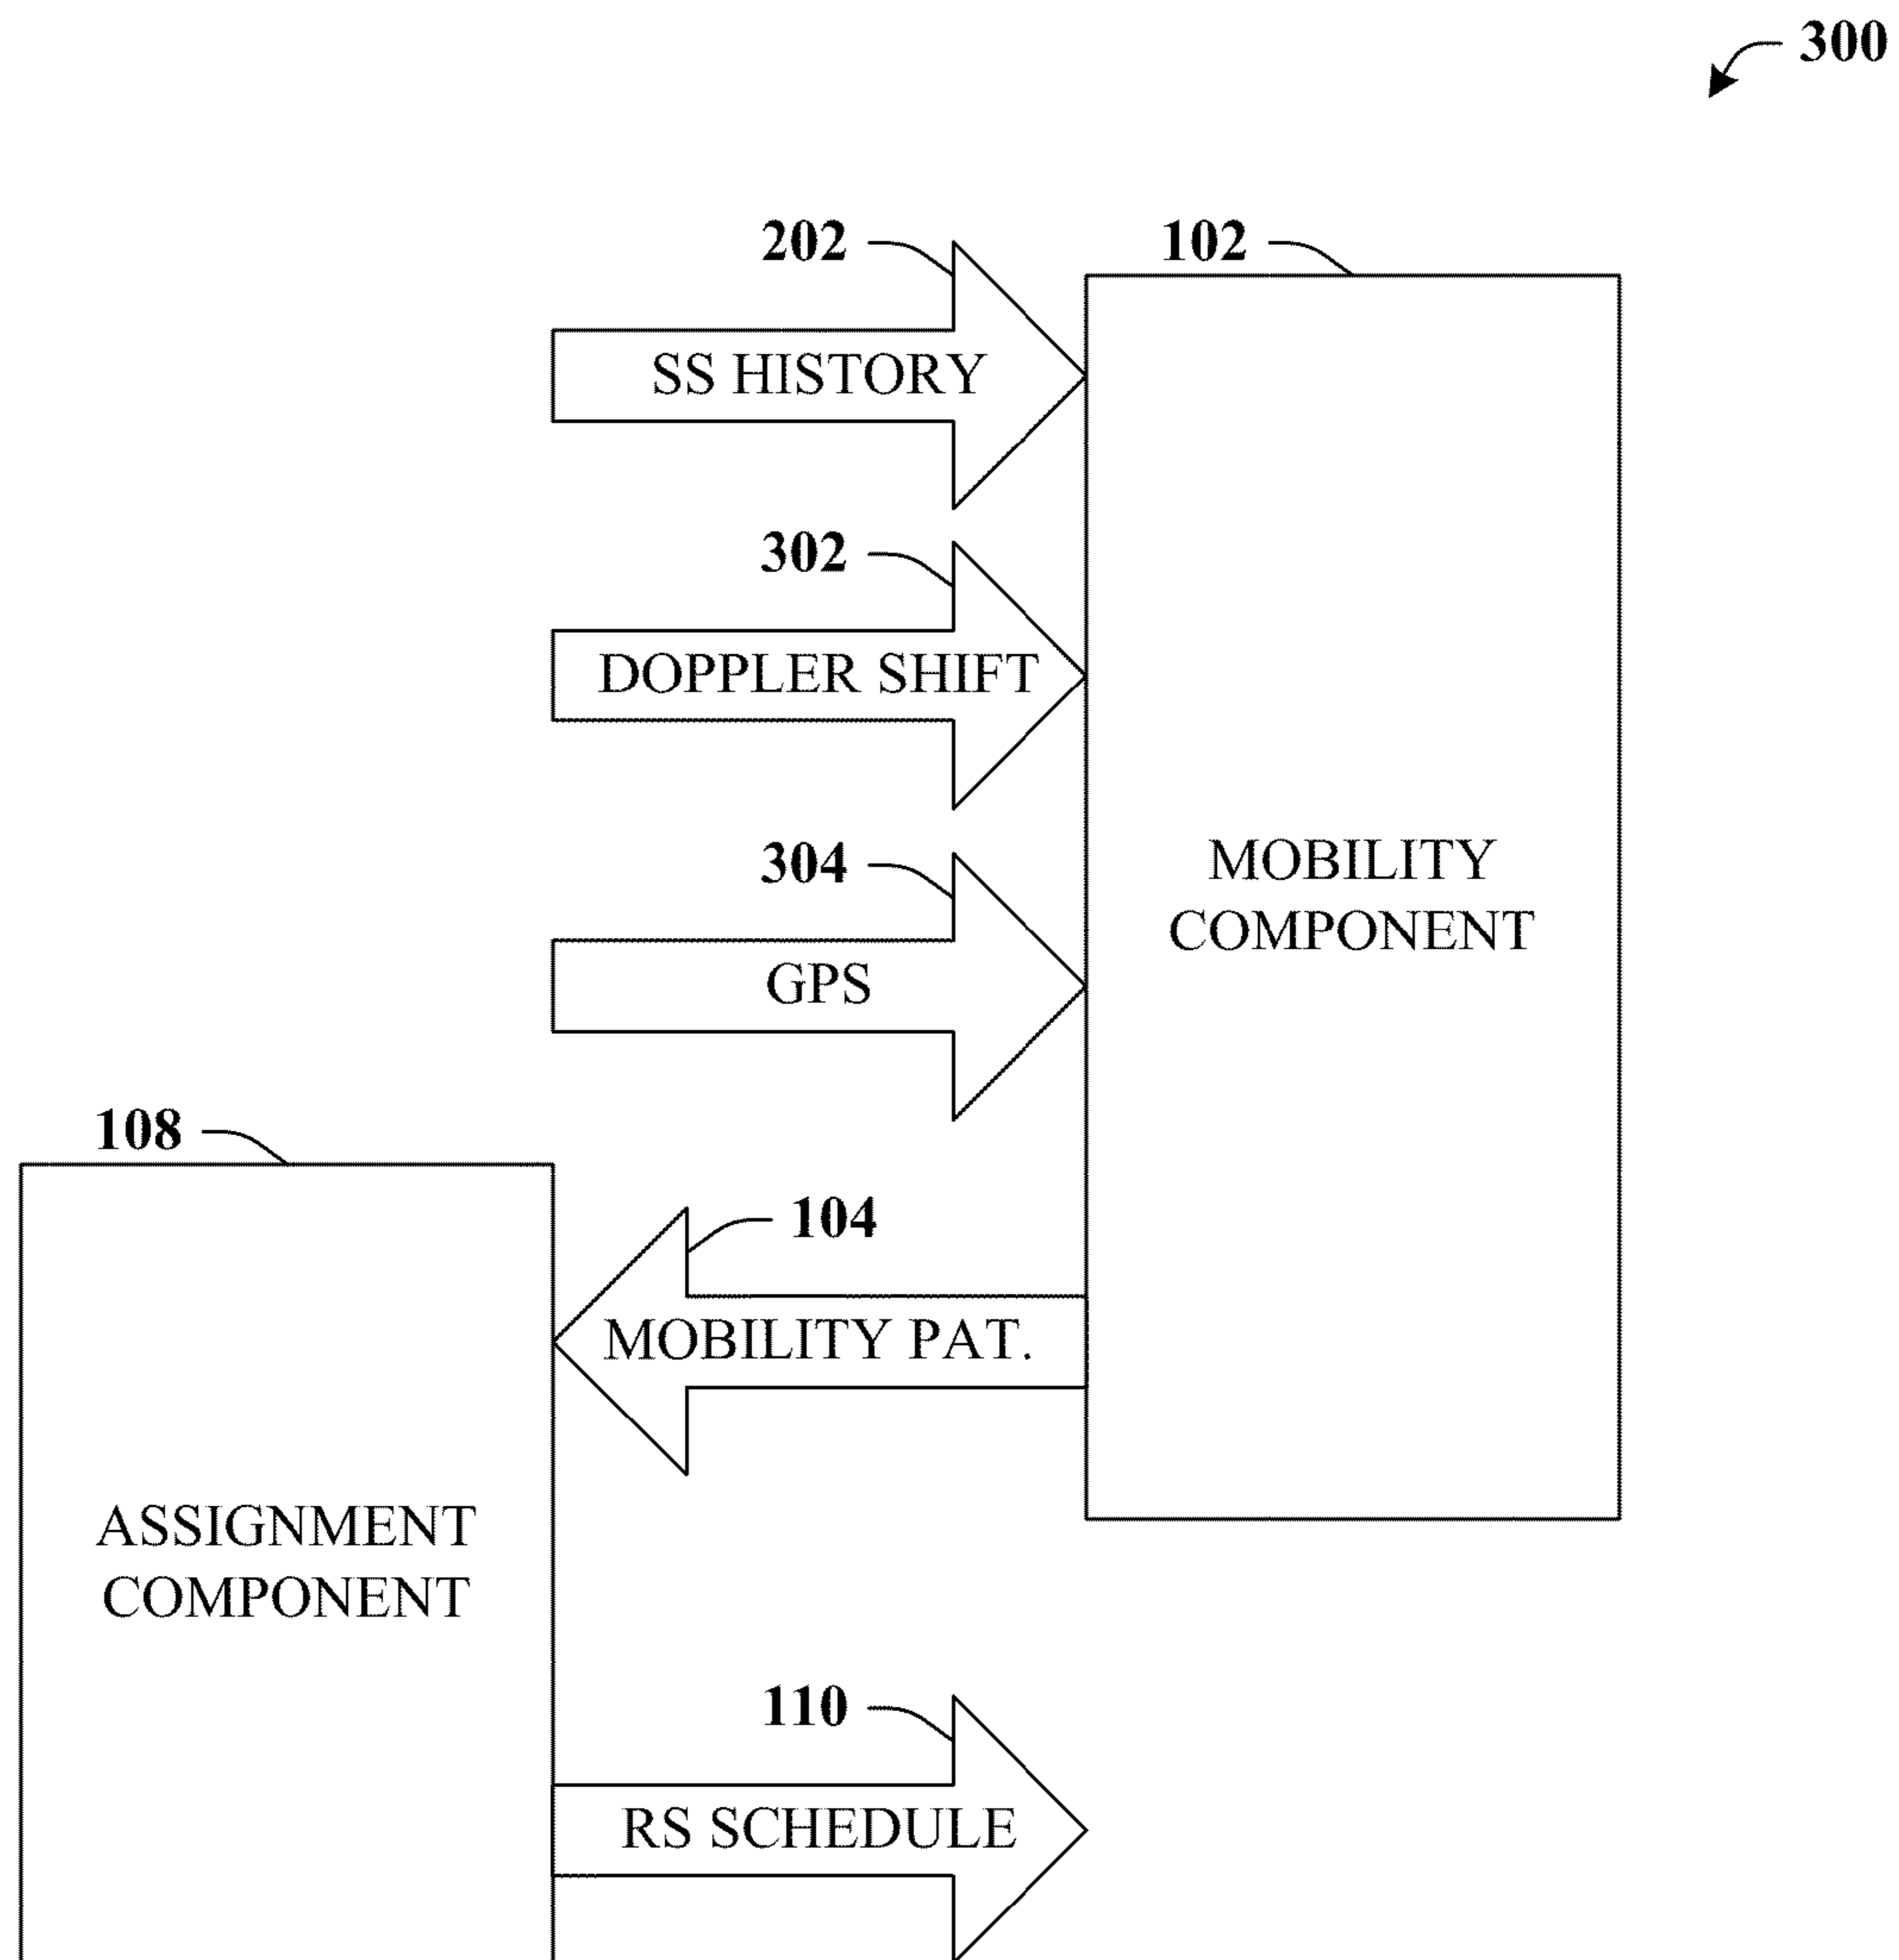 300
202
102
SS HISTORY
302
DOPPLER SHIFT
304
MOBILITY
COMPONENT
GPS
108
104
MOBILITY PAT.
ASSIGNMENT
COMPONENT
110
RS SCHEDULE